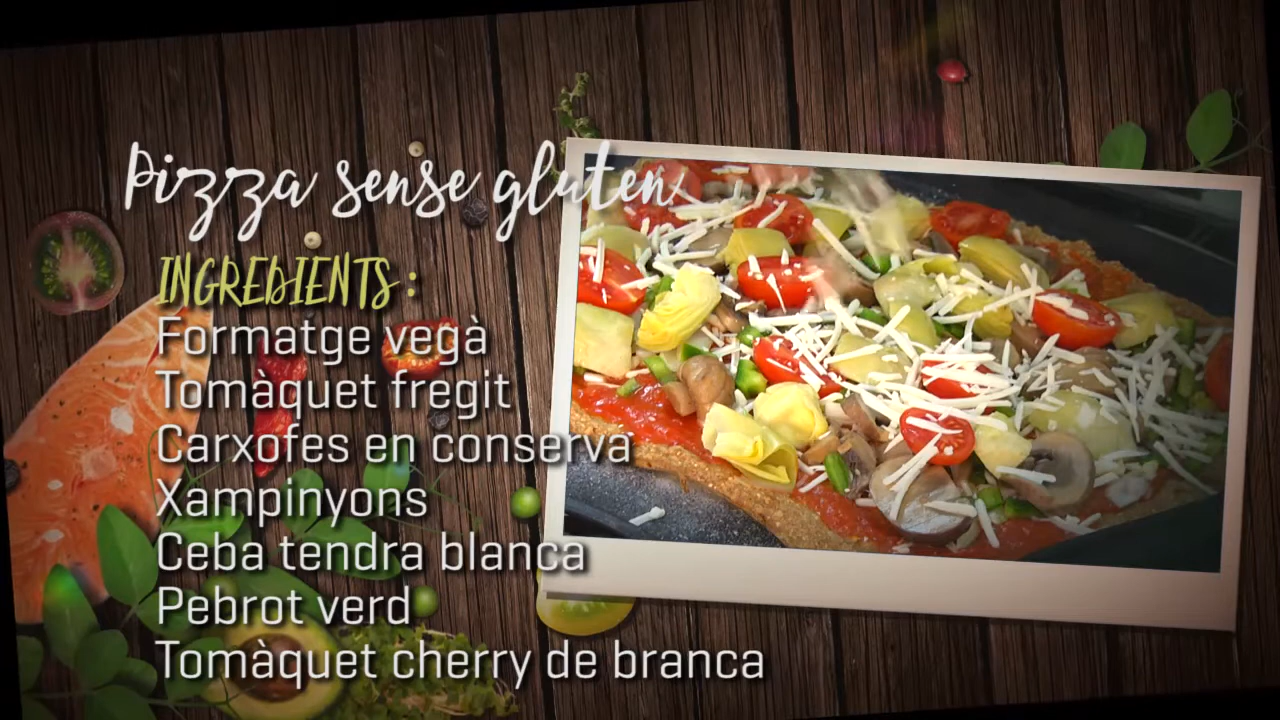 Pizza sense gluten
INGREDIENTS:
Formatge vegà
Tomàquet fregit
Carxofes en conserva
Xampinyons
Ceba tendra blanca
Pebrot verd
Tomàquet cherry de branca